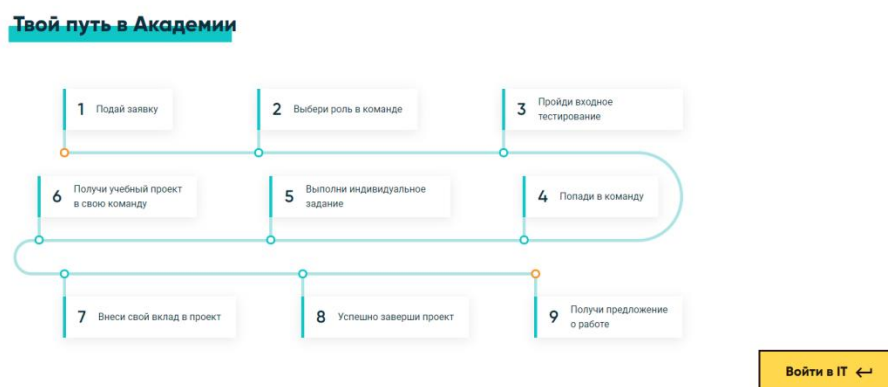 Твой путь в Академии
1 Подай заявку
2 Выбери роль в команде
3 Пройди входное
тестирование
4 Попади в команду
5 Выполни индивидуальное
задание
6 Получи учебный проект
в свою команду
7 Внеси свой вклад в проект
8 Успешно заверши проект
9 Получи предложение
о работе
Войти в IT